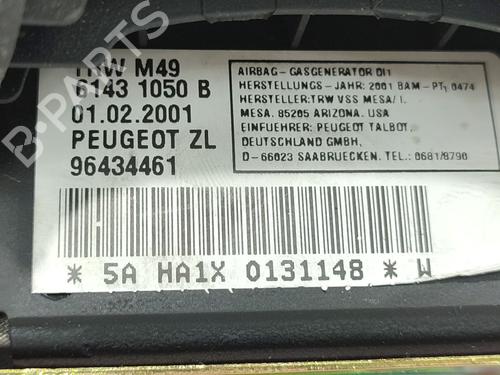 TRW M49
6143 1050 B
01.02.2001
PEUGEOT ZL
96434461
AIRBAG- GASGENERATOR DI1
HERSTELLUNGS - JAHR: 2001 BAM - PT1 0474
HERSTELLER:TRW VSS MESA/
MESA. 85205 ARIZONA. USA
EINFUEHRER: PEUGEOT TALBOT,
DEUTSCHLAND GMBH,
D-66023 SAARBRUECKEN. TEL.: 0681/8790
* 5A HA1X 0131148 * W
B-PARTS